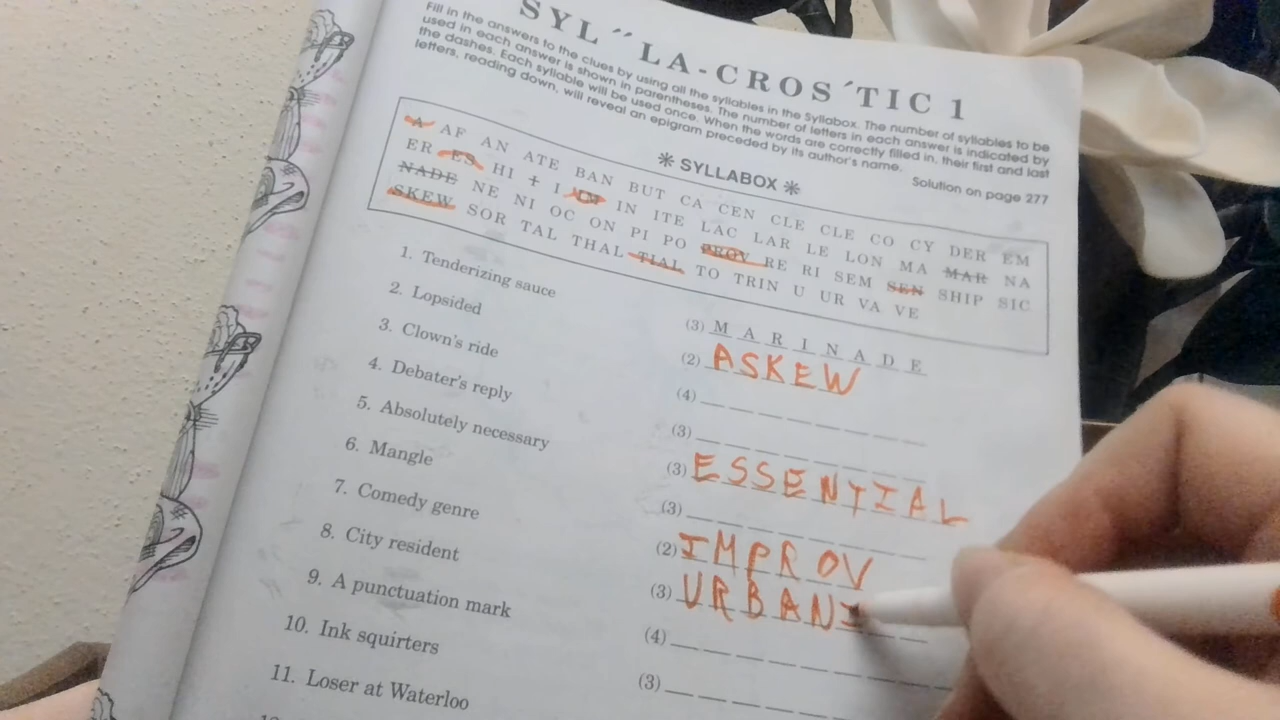 SYL´´LA-CROS´TIC 1
Fill in the answers to the clues by using all the syllables in the Syllabox. The number of syllables to be
used in each answer is shown in parentheses. The number of letters in each answer is indicated by
the dashes. Each syllable will be used once. When the words are correctly filled in, their first and last
letters, reading down, will reveal an epigram preceded by its author's name.
Solution on page 277
✳ SYLLABOX ✳
A AF AN ATE BAN BUT CA CEN CLE CLE CO CY DER EM
ER ES HI I I IM IN ITE LAC LAR LE LON MA MAR NA
NADE NE NI OC ON PI PO PROV RE RI SEM SEN SHIP SIC
SKEW SOR TAL THAL TIAL TO TRIN U UR VA VE
1. Tenderizing sauce (3) MARINADE
2. Lopsided (2) ASKEW
3. Clown's ride (4)
4. Debater's reply (3)
5. Absolutely necessary (3) ESSENTIAL
6. Mangle (3)
7. Comedy genre (2) IMPROV
8. City resident (3) URBANI
9. A punctuation mark (4)
10. Ink squirters (3)
11. Loser at Waterloo